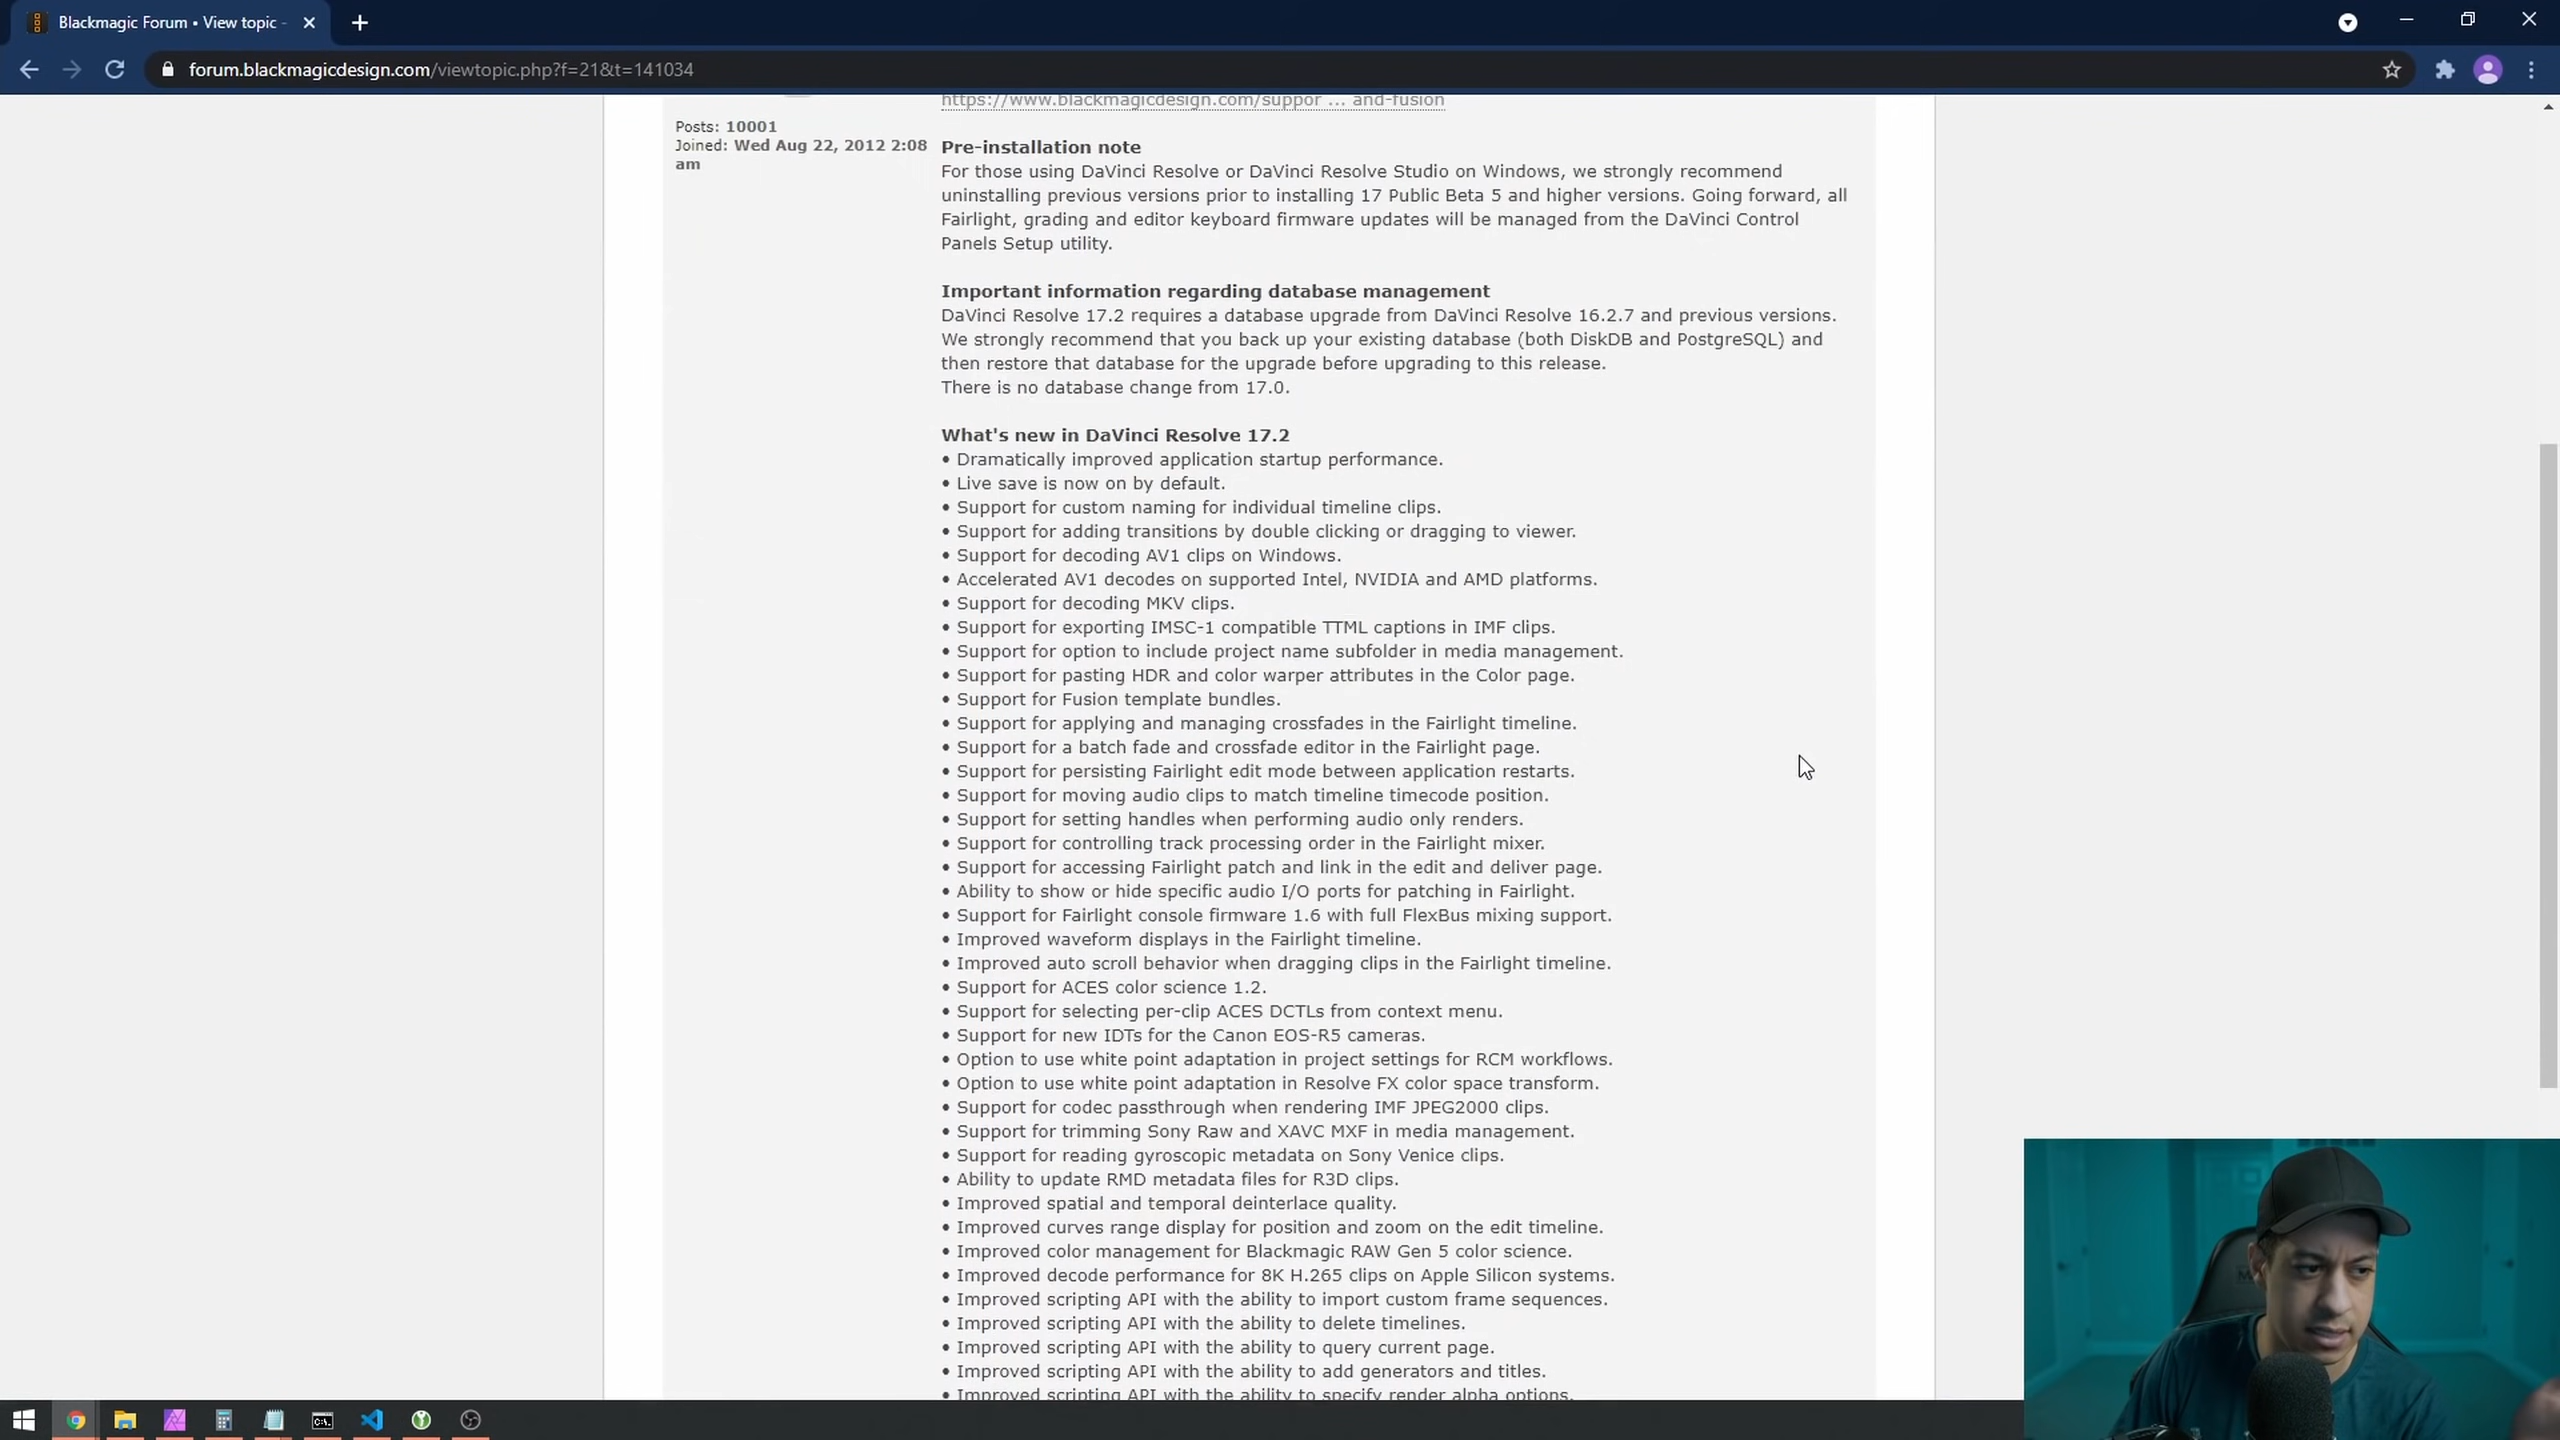 Blackmagic Forum • View topic -
forum.blackmagicdesign.com/viewtopic.php?f=21&t=141034
https://www.blackmagicdesign.com/suppor ... and-fusion
Posts: 10001
Joined: Wed Aug 22, 2012 2:08
am
Pre-installation note
For those using DaVinci Resolve or DaVinci Resolve Studio on Windows, we strongly recommend
uninstalling previous versions prior to installing 17 Public Beta 5 and higher versions. Going forward, all
Fairlight, grading and editor keyboard firmware updates will be managed from the DaVinci Control
Panels Setup utility.
Important information regarding database management
DaVinci Resolve 17.2 requires a database upgrade from DaVinci Resolve 16.2.7 and previous versions.
We strongly recommend that you back up your existing database (both DiskDB and PostgreSQL) and
then restore that database for the upgrade before upgrading to this release.
There is no database change from 17.0.
What's new in DaVinci Resolve 17.2
• Dramatically improved application startup performance.
• Live save is now on by default.
• Support for custom naming for individual timeline clips.
• Support for adding transitions by double clicking or dragging to viewer.
• Support for decoding AV1 clips on Windows.
• Accelerated AV1 decodes on supported Intel, NVIDIA and AMD platforms.
• Support for decoding MKV clips.
• Support for exporting IMSC-1 compatible TTML captions in IMF clips.
• Support for option to include project name subfolder in media management.
• Support for pasting HDR and color warper attributes in the Color page.
• Support for Fusion template bundles.
• Support for applying and managing crossfades in the Fairlight timeline.
• Support for a batch fade and crossfade editor in the Fairlight page.
• Support for persisting Fairlight edit mode between application restarts.
• Support for moving audio clips to match timeline timecode position.
• Support for setting handles when performing audio only renders.
• Support for controlling track processing order in the Fairlight mixer.
• Support for accessing Fairlight patch and link in the edit and deliver page.
• Ability to show or hide specific audio I/O ports for patching in Fairlight.
• Support for Fairlight console firmware 1.6 with full FlexBus mixing support.
• Improved waveform displays in the Fairlight timeline.
• Improved auto scroll behavior when dragging clips in the Fairlight timeline.
• Support for ACES color science 1.2.
• Support for selecting per-clip ACES DCTLs from context menu.
• Support for new IDTs for the Canon EOS-R5 cameras.
• Option to use white point adaptation in project settings for RCM workflows.
• Option to use white point adaptation in Resolve FX color space transform.
• Support for codec passthrough when rendering IMF JPEG2000 clips.
• Support for trimming Sony Raw and XAVC MXF in media management.
• Support for reading gyroscopic metadata on Sony Venice clips.
• Ability to update RMD metadata files for R3D clips.
• Improved spatial and temporal deinterlace quality.
• Improved curves range display for position and zoom on the edit timeline.
• Improved color management for Blackmagic RAW Gen 5 color science.
• Improved decode performance for 8K H.265 clips on Apple Silicon systems.
• Improved scripting API with the ability to import custom frame sequences.
• Improved scripting API with the ability to delete timelines.
• Improved scripting API with the ability to query current page.
• Improved scripting API with the ability to add generators and titles.
• Improved scripting API with the ability to specify render alpha options.